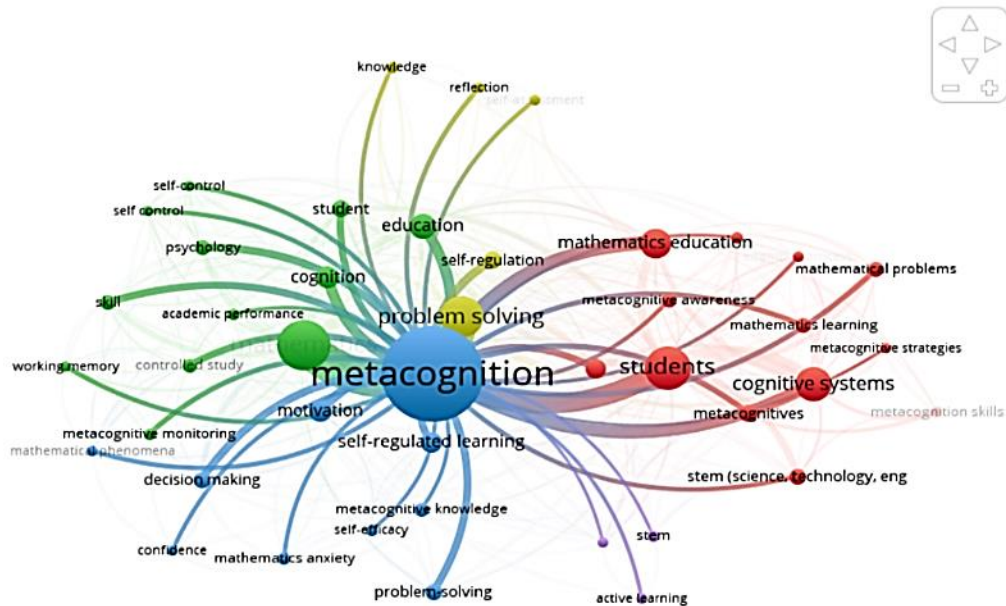 knowledge
reflection
self-assessment
self-control
self control
student
education
psychology
mathematics education
self-regulation
cognition
mathematical problems
skill
metacognitive awareness
academic performance
problem solving
mathematics learning
metacognitive strategies
working memory
controlled study
students
metacognition
cognitive systems
motivation
metacognitives
metacognition skills
metacognitive monitoring
self-regulated learning
mathematical phenomena
decision making
stem (science, technology, eng
metacognitive knowledge
self-efficacy
stem
confidence
mathematics anxiety
problem-solving
active learning